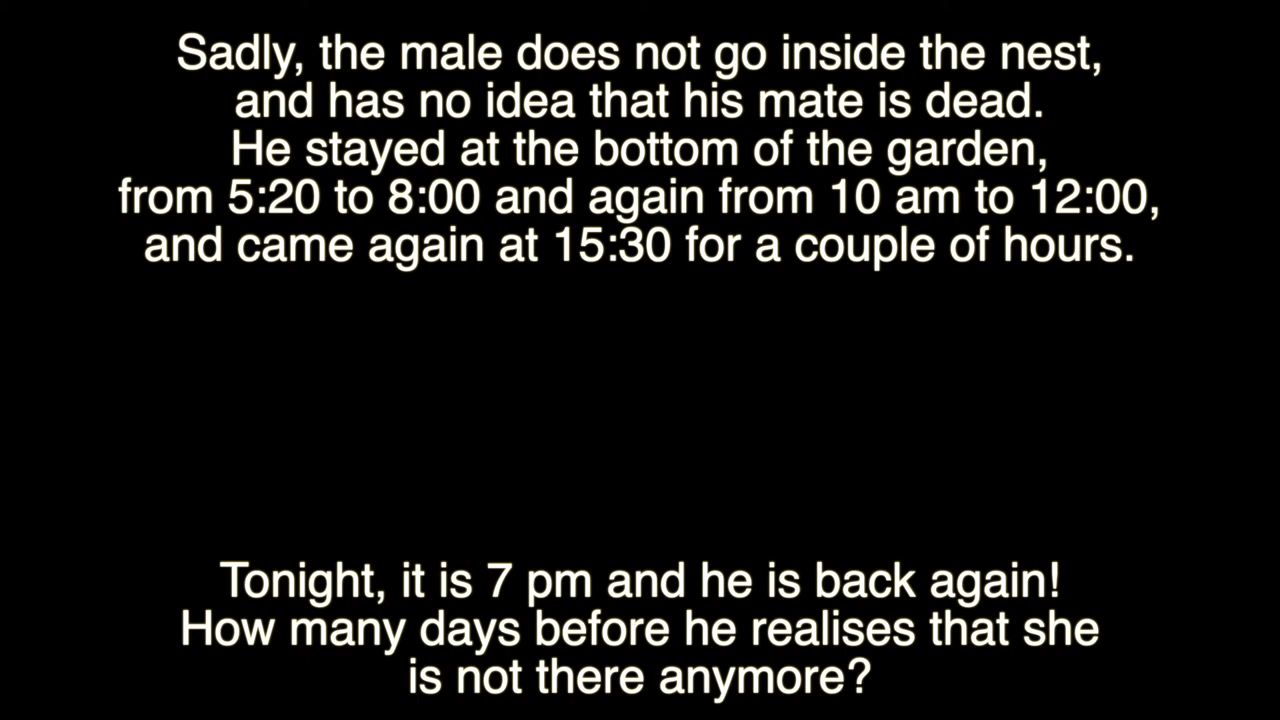 Sadly, the male does not go inside the nest,
and has no idea that his mate is dead.
He stayed at the bottom of the garden,
from 5:20 to 8:00 and again from 10 am to 12:00,
and came again at 15:30 for a couple of hours.
Tonight, it is 7 pm and he is back again!
How many days before he realises that she
is not there anymore?